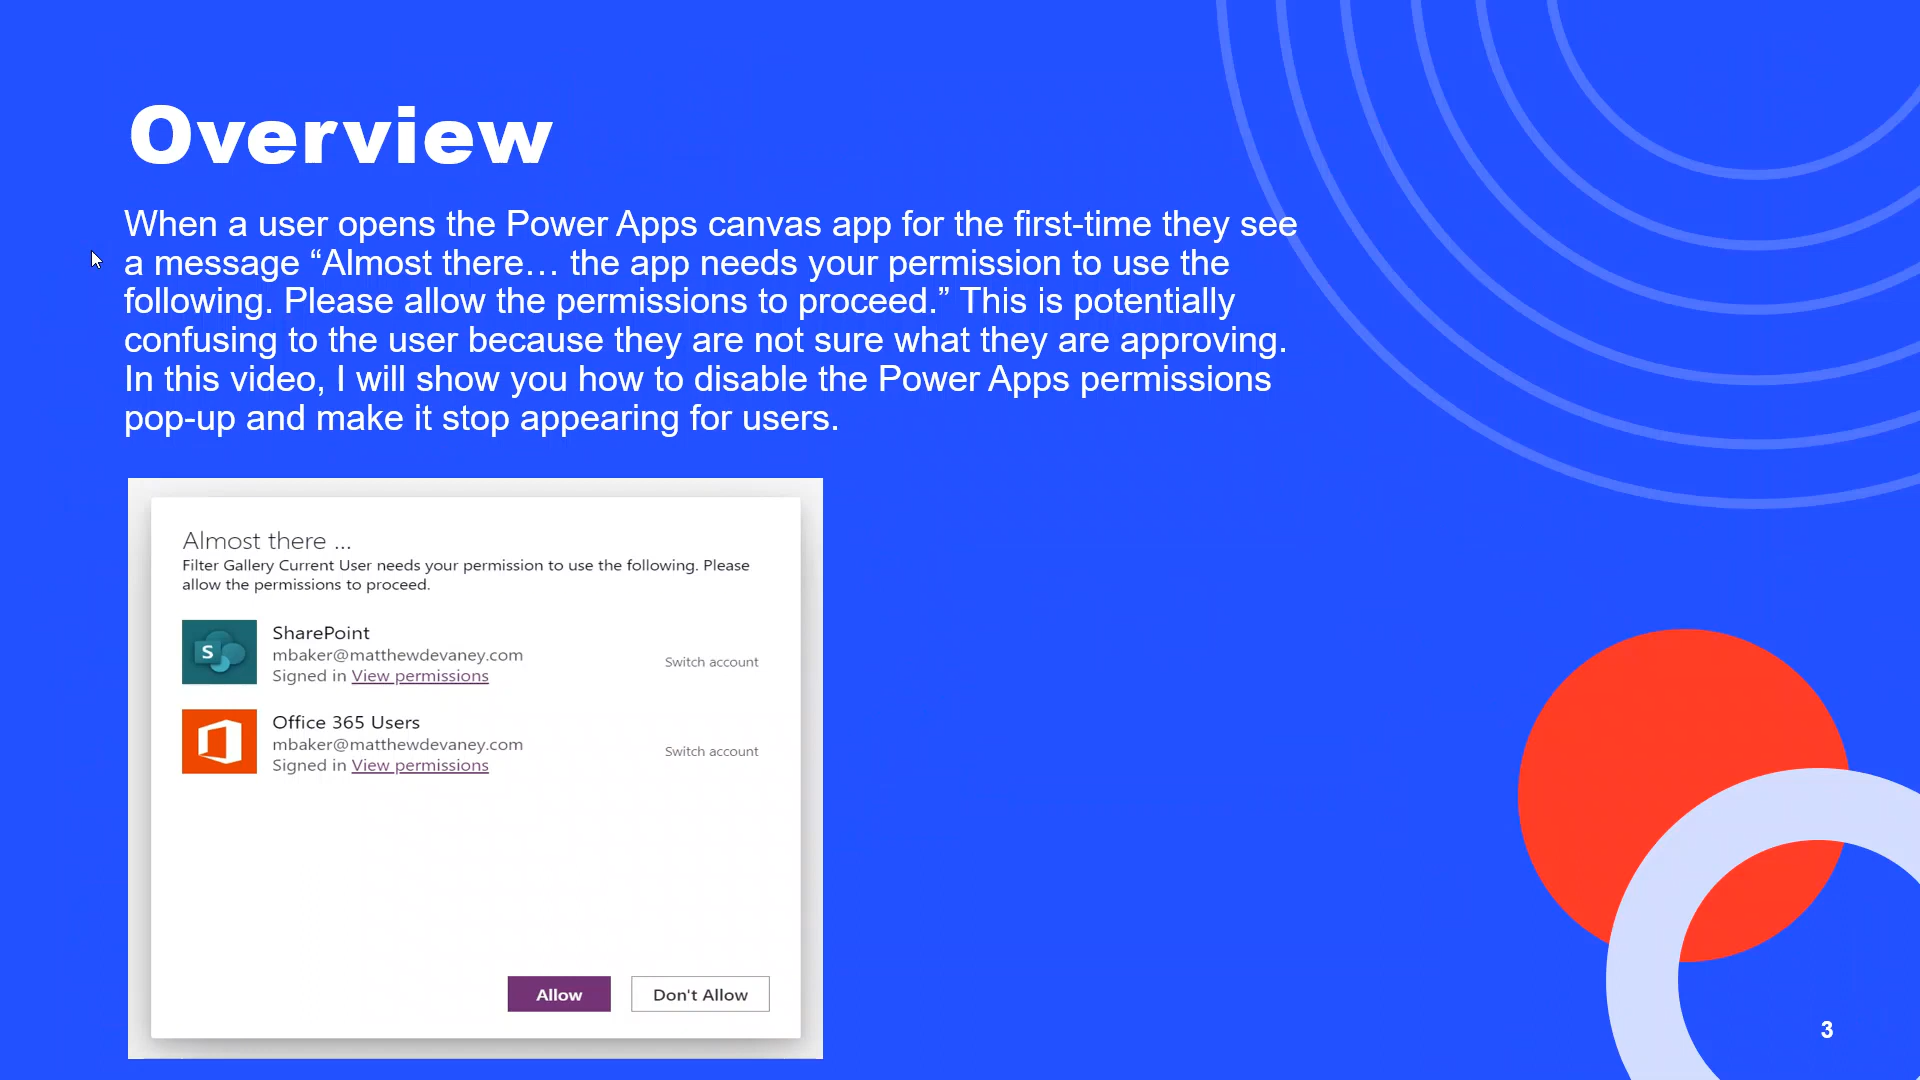 Overview
When a user opens the Power Apps canvas app for the first-time they see
a message “Almost there… the app needs your permission to use the
following. Please allow the permissions to proceed.” This is potentially
confusing to the user because they are not sure what they are approving.
In this video, I will show you how to disable the Power Apps permissions
pop-up and make it stop appearing for users.
Almost there ...
Filter Gallery Current User needs your permission to use the following. Please
allow the permissions to proceed.
S
SharePoint
mbaker@matthewdevaney.com
Signed in View permissions
Switch account
Office 365 Users
mbaker@matthewdevaney.com
Signed in View permissions
Switch account
Allow
Don't Allow
3